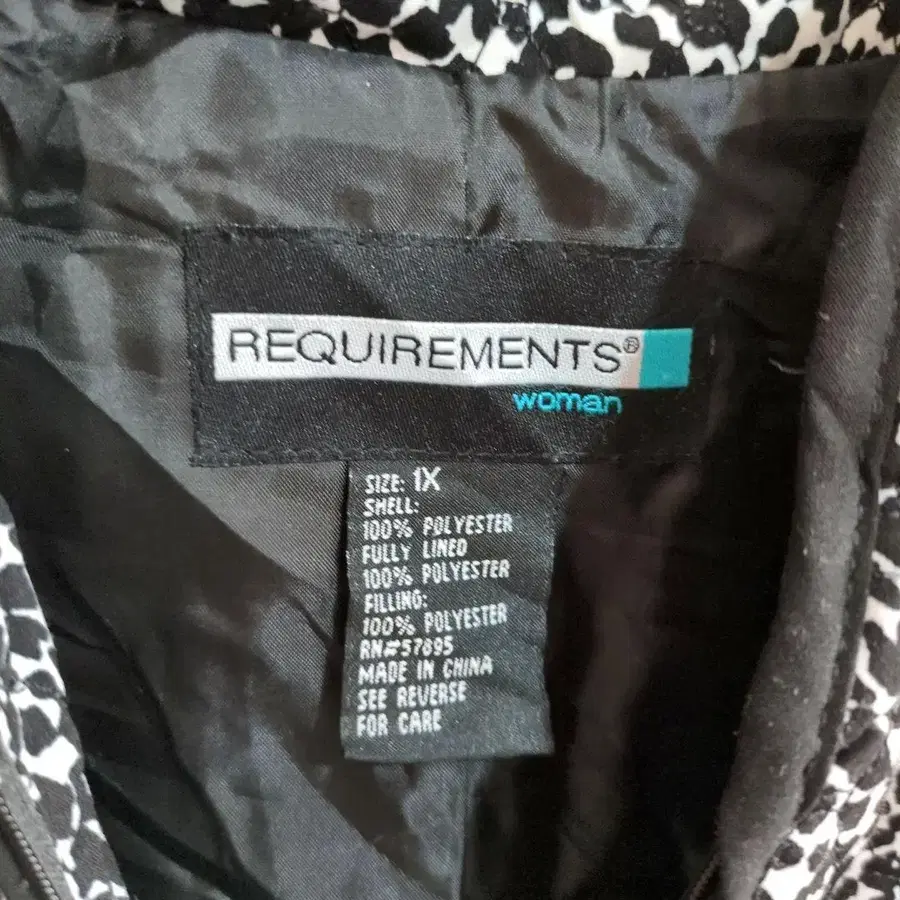 REQUIREMENTS®
woman
SIZE: 1X
SHELL:
100% POLYESTER
FULLY LINED
100% POLYESTER
FILLING:
100% POLYESTER
RN#57895
MADE IN CHINA
SEE REVERSE
FOR CARE